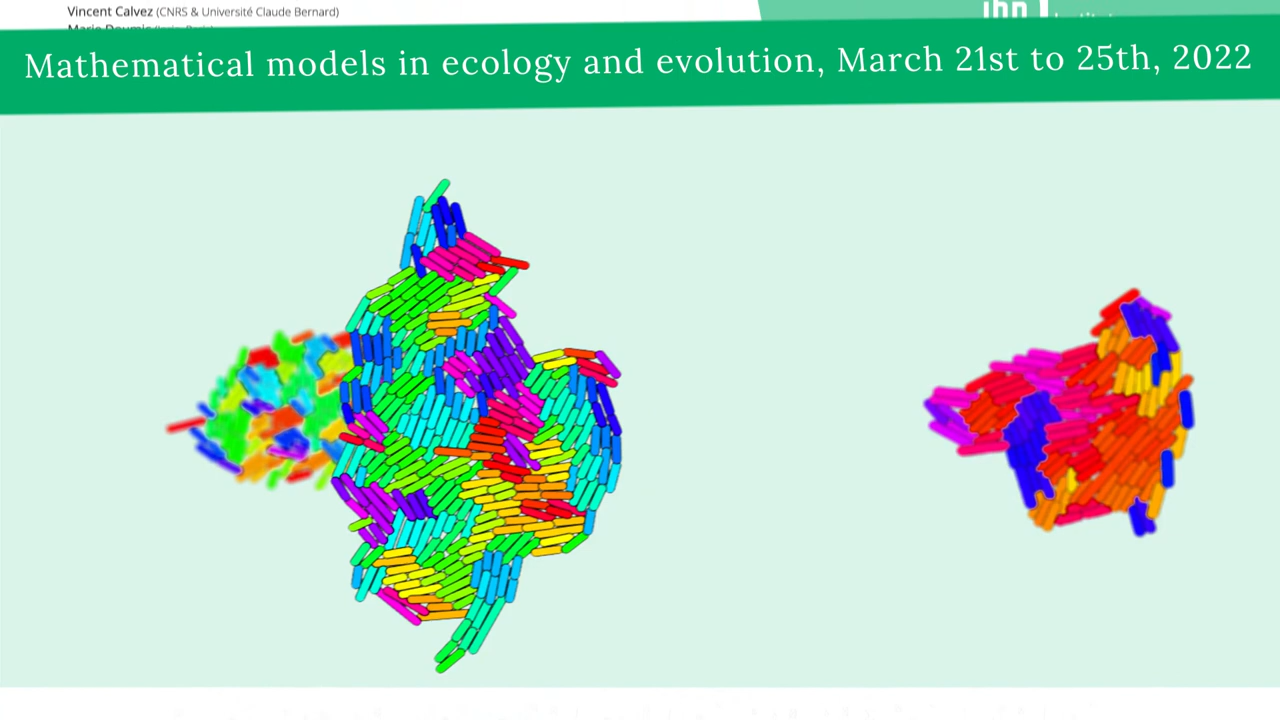 Vincent Calvez (CNRS & Université Claude Bernard)
Mathematical models in ecology and evolution, March 21st to 25th, 2022